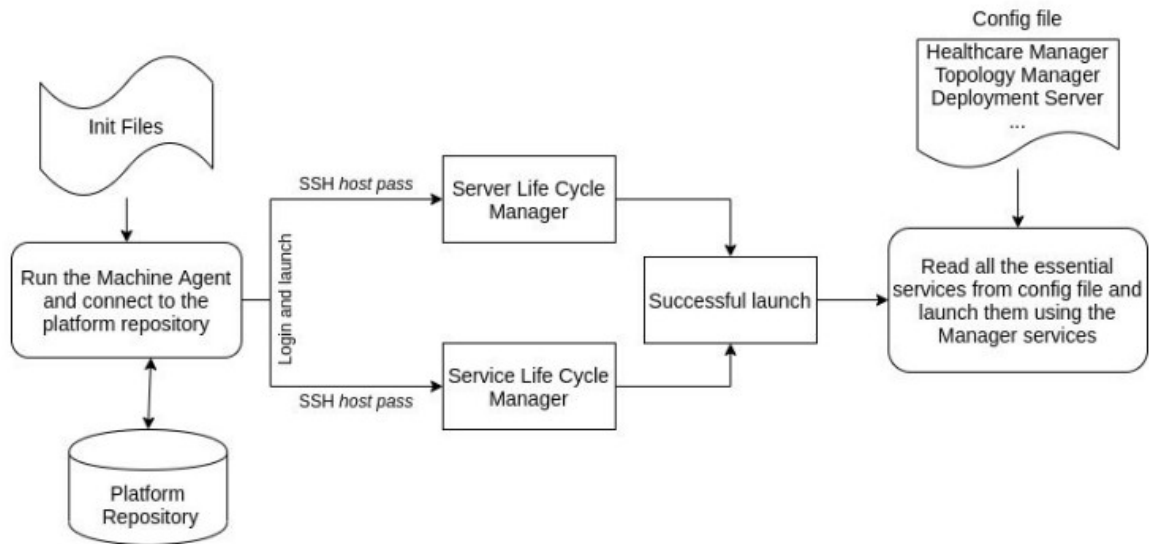 Config file
Healthcare Manager
Topology Manager
Deployment Server
...
Init Files
SSH host pass
Server Life Cycle
Manager
Run the Machine Agent
and connect to the
platform repository
Login and launch
Successful launch
Read all the essential
services from config file and
launch them using the
Manager services
Service Life Cycle
Manager
SSH host pass
Platform
Repository